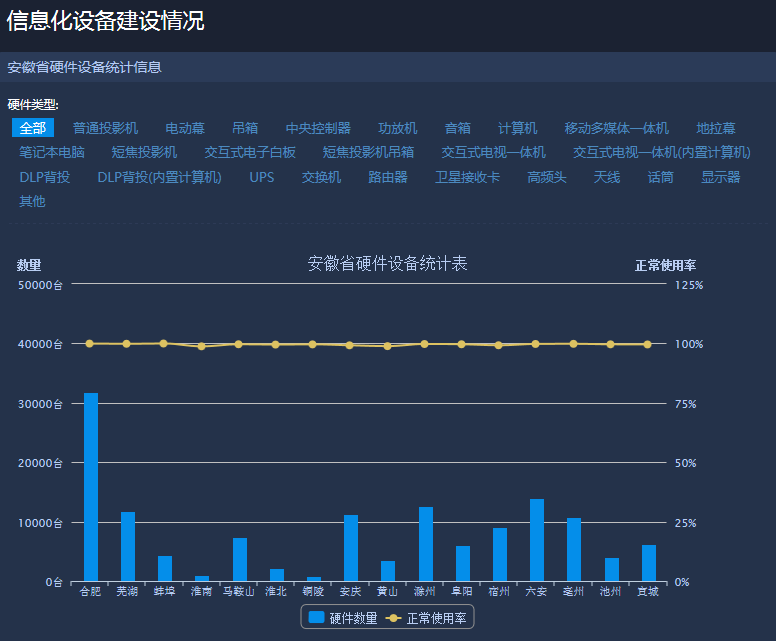 信息化设备建设情况
安徽省硬件设备统计信息
硬件类型:
全部 普通投影机 电动幕 吊箱 中央控制器 功放机 音箱 计算机 移动多媒体一体机 地拉幕
笔记本电脑 短焦投影机 交互式电子白板 短焦投影机吊箱 交互式电视一体机 交互式电视一体机(内置计算机)
DLP背投 DLP背投(内置计算机) UPS 交换机 路由器 卫星接收卡 高频头 天线 话筒 显示器
其他
数量 安徽省硬件设备统计表 正常使用率
50000台 125%
40000台 100%
30000台 75%
20000台 50%
10000台 25%
0台 0%
合肥 芜湖 蚌埠 淮南 马鞍山 淮北 铜陵 安庆 黄山 滁州 阜阳 宿州 六安 亳州 池州 宣城
硬件数量 正常使用率